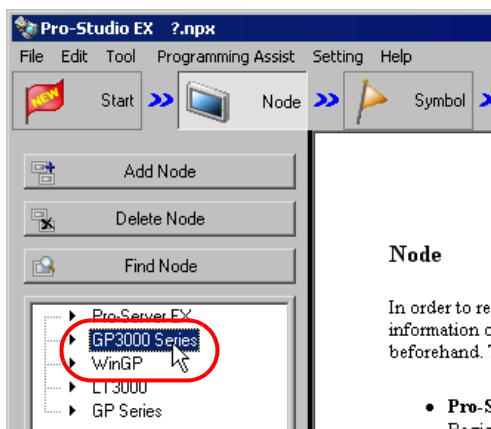 Pro-Studio EX ?.npx
File Edit Tool Programming Assist Setting Help
NEW Start Node Symbol
Add Node
Delete Node
Find Node
Pro-Server EX
GP3000 Series
WinGP
LT3000
GP Series
Node
In order to re
information o
beforehand. T
• Pro-S